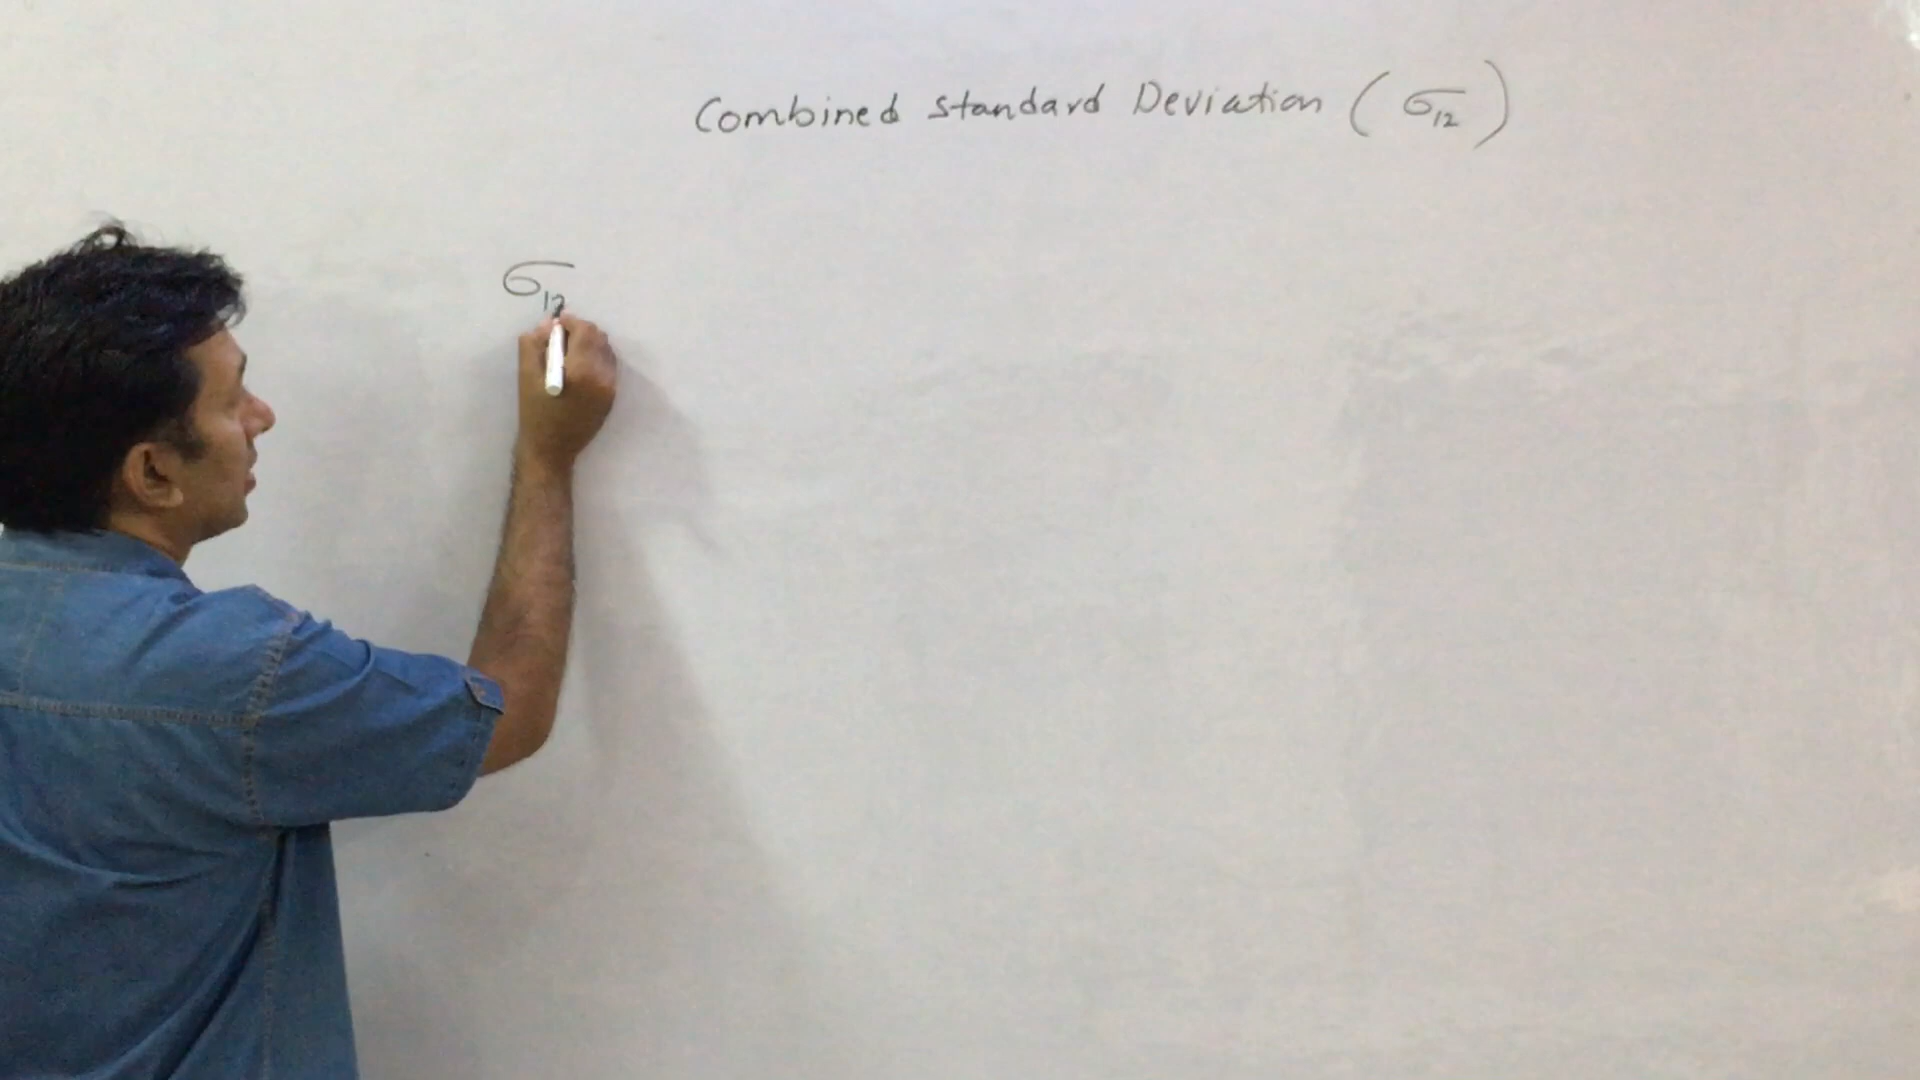 Combined Standard Deviation (σ₁₂)
σ₁₂